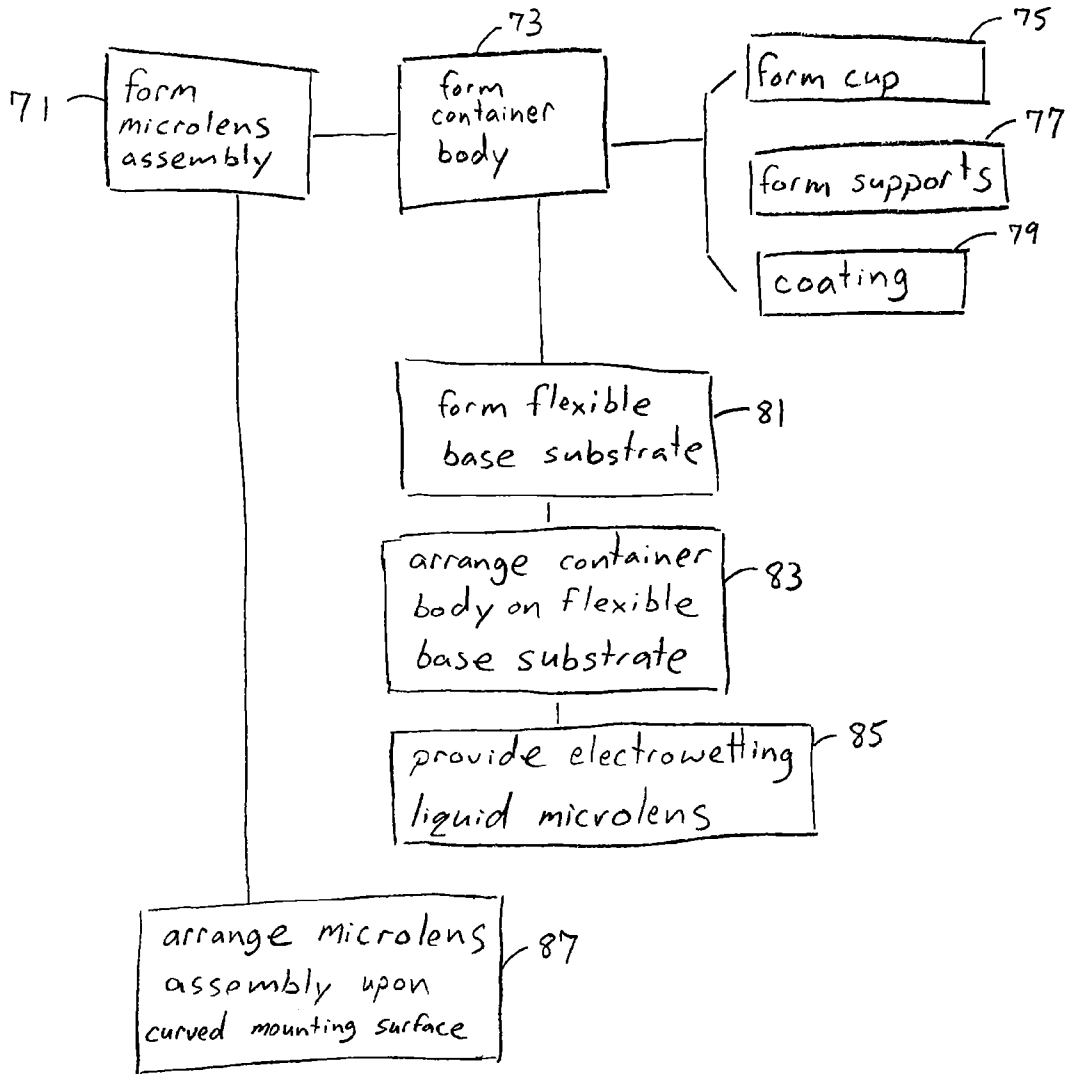 71
form
microlens
assembly
73
form
container
body
75
form cup
77
form supports
79
coating
form flexible
base substrate
81
arrange container
body on flexible
base substrate
83
provide electrowetting
liquid microlens
85
arrange microlens
assembly upon
curved mounting surface
87